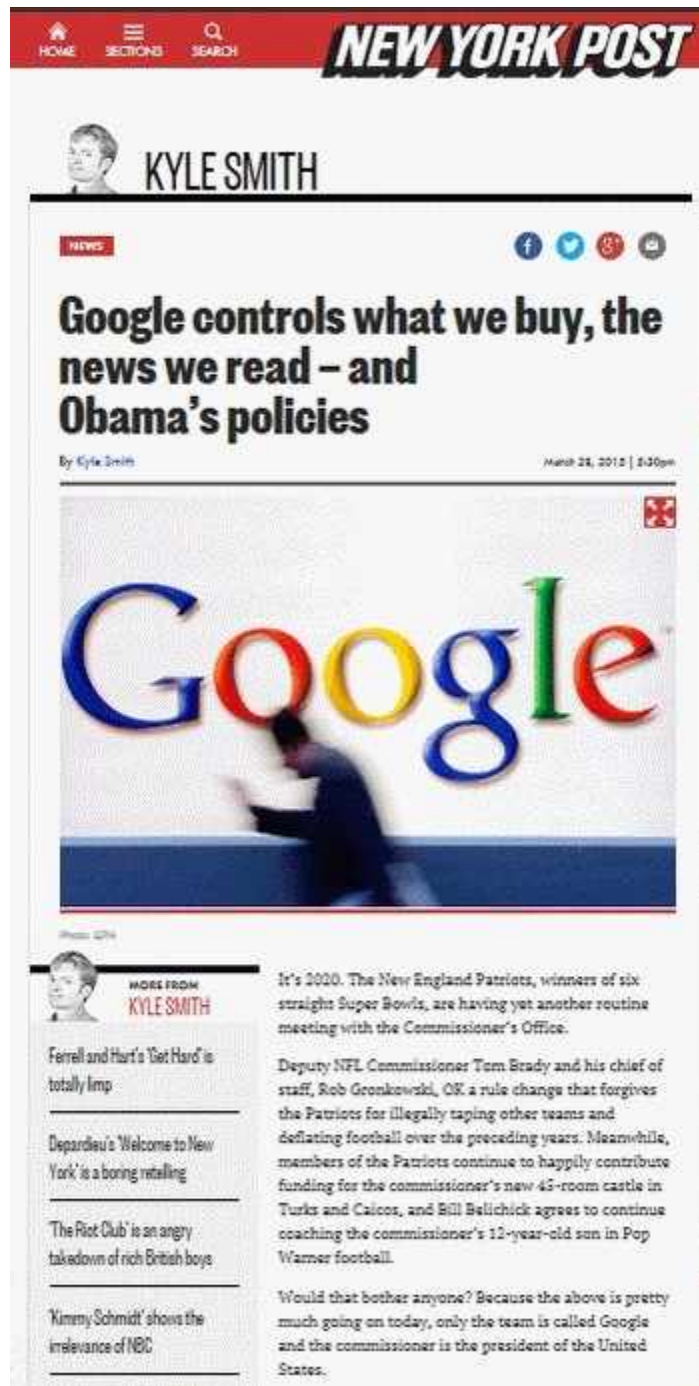 HOME
SECTIONS
SEARCH
NEW YORK POST
KYLE SMITH
NEWS
Google controls what we buy, the
news we read – and
Obama's policies
By Kyle Smith
March 28, 2015 | 5:30pm
Google
MORE FROM
KYLE SMITH
Ferrell and Hart's 'Get Hard' is
totally limp
Depardieu's 'Welcome to New
York' is a boring retelling
'The Riot Club' is an angry
takedown of rich British boys
'Kimmy Schmidt' shows the
irrelevance of NBC
It's 2020. The New England Patriots, winners of six
straight Super Bowls, are having yet another routine
meeting with the Commissioner's Office.
Deputy NFL Commissioner Tom Brady and his chief of
staff, Rob Gronkowski, OK a rule change that forgives
the Patriots for illegally taping other teams and
deflating football over the preceding years. Meanwhile,
members of the Patriots continue to happily contribute
funding for the commissioner's new 45-room castle in
Turks and Caicos, and Bill Belichick agrees to continue
coaching the commissioner's 12-year-old son in Pop
Warner football.
Would that bother anyone? Because the above is pretty
much going on today, only the team is called Google
and the commissioner is the president of the United
States.